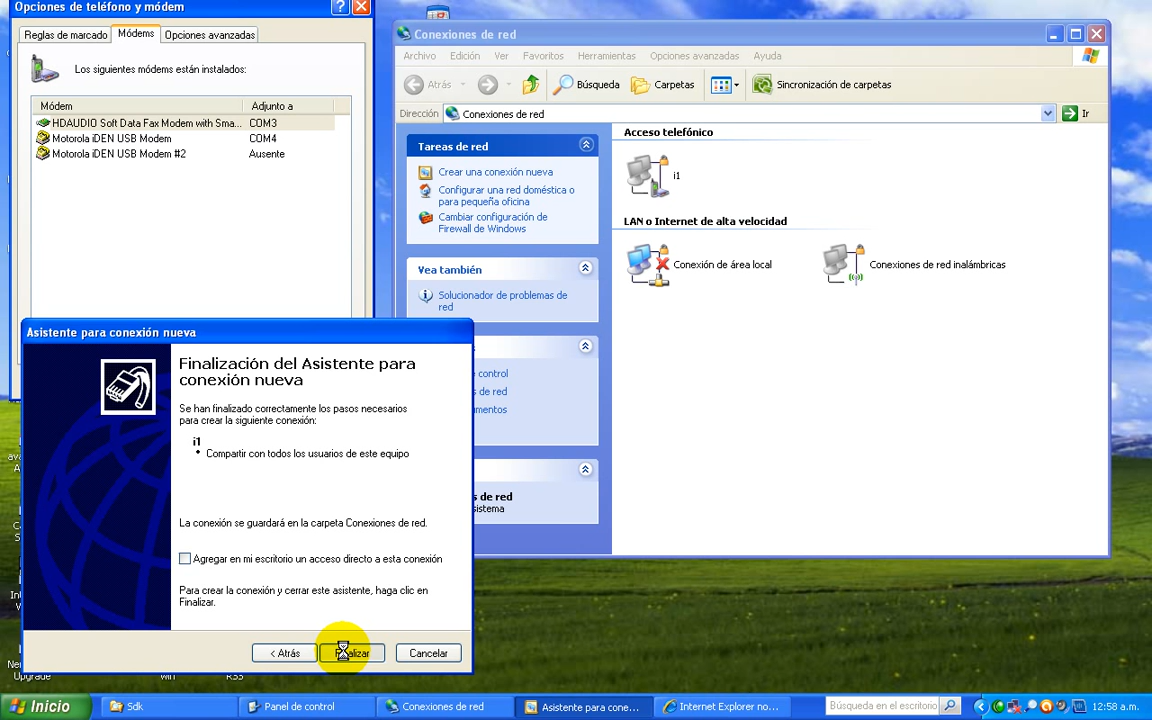 Opciones de teléfono y módem
Reglas de marcado
Módems
Opciones avanzadas
Los siguientes módems están instalados:
Módem
Adjunto a
HDAUDIO Soft Data Fax Modem with Sma...
COM3
Motorola iDEN USB Modem
COM4
Motorola iDEN USB Modem #2
Ausente
Conexiones de red
Archivo
Edición
Ver
Favoritos
Herramientas
Opciones avanzadas
Ayuda
Atrás
Búsqueda
Carpetas
Sincronización de carpetas
Dirección
Conexiones de red
Ir
Tareas de red
Crear una conexión nueva
Configurar una red doméstica o
para pequeña oficina
Cambiar configuración de
Firewall de Windows
Vea también
Solucionador de problemas de
red
control
s de red
umentos
s de red
sistema
Acceso telefónico
i1
LAN o Internet de alta velocidad
Conexión de área local
Conexiones de red inalámbricas
Asistente para conexión nueva
Finalización del Asistente para
conexión nueva
Se han finalizado correctamente los pasos necesarios
para crear la siguiente conexión:
i1
• Compartir con todos los usuarios de este equipo
La conexión se guardará en la carpeta Conexiones de red.
Agregar en mi escritorio un acceso directo a esta conexión
Para crear la conexión y cerrar este asistente, haga clic en
Finalizar.
< Atrás
Finalizar
Cancelar
Upgrade
win
R53
Inicio
Sdk
Panel de control
Conexiones de red
Asistente para cone...
Internet Explorer no...
Búsqueda en el escritorio
12:58 a.m.